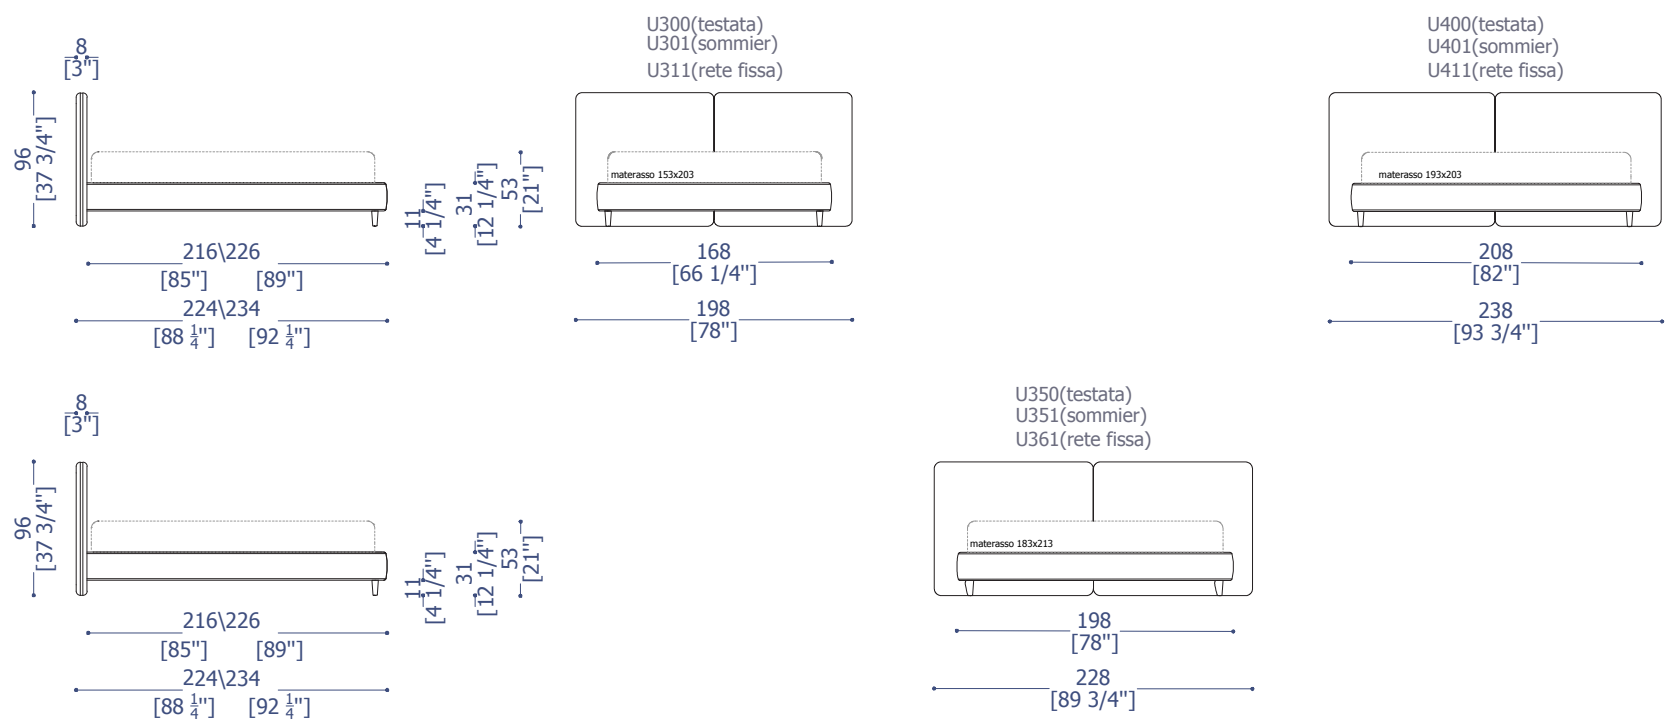 U300(testata)
U301(sommier)
U311(rete fissa)
U400(testata)
U401(sommier)
U411(rete fissa)
8
[3"]
96
[37 3/4"]
11
[4 1/4"]
31
[12 1/4"]
53
[21"]
materasso 153x203
materasso 193x203
216\226
[85"] [89"]
224\234
[88 1/4"] [92 1/4"]
168
[66 1/4"]
198
[78"]
208
[82"]
238
[93 3/4"]
U350(testata)
U351(sommier)
U361(rete fissa)
8
[3"]
96
[37 3/4"]
11
[4 1/4"]
31
[12 1/4"]
53
[21"]
materasso 183x213
216\226
[85"] [89"]
224\234
[88 1/4"] [92 1/4"]
198
[78"]
228
[89 3/4"]